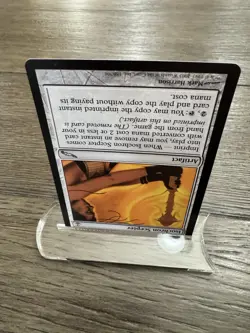 Isochron Scepter
Artifact
Imprint — When Isochron Scepter comes
into play, you may remove an instant card
with converted mana cost 2 or less in your
hand from the game. (The removed card is
imprinted on this artifact.)
You may copy the imprinted
card and play the copy without paying its
mana cost.
Mark Harrison